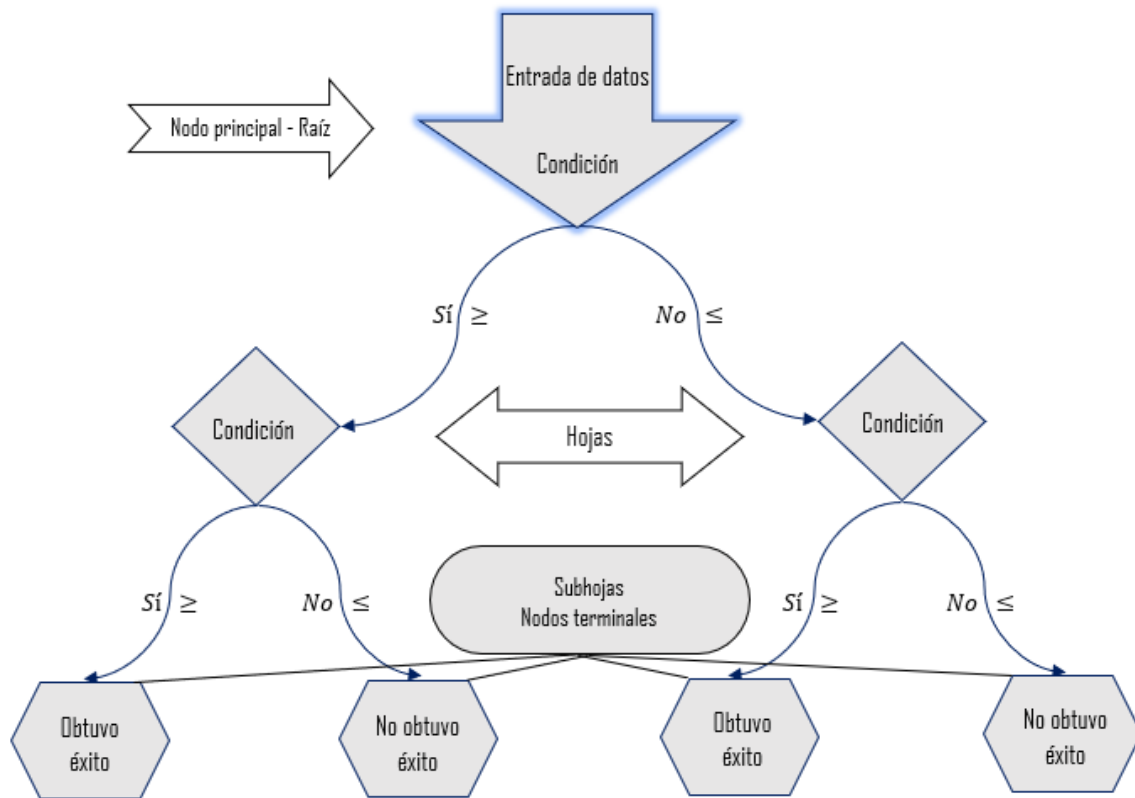 Entrada de datos
Nodo principal - Raíz
Condición
Sí ≥
No ≤
Condición
Hojas
Condición
Subhojas
Nodos terminales
Sí ≥
No ≤
Sí ≥
No ≤
Obtuvo
éxito
No obtuvo
éxito
Obtuvo
éxito
No obtuvo
éxito